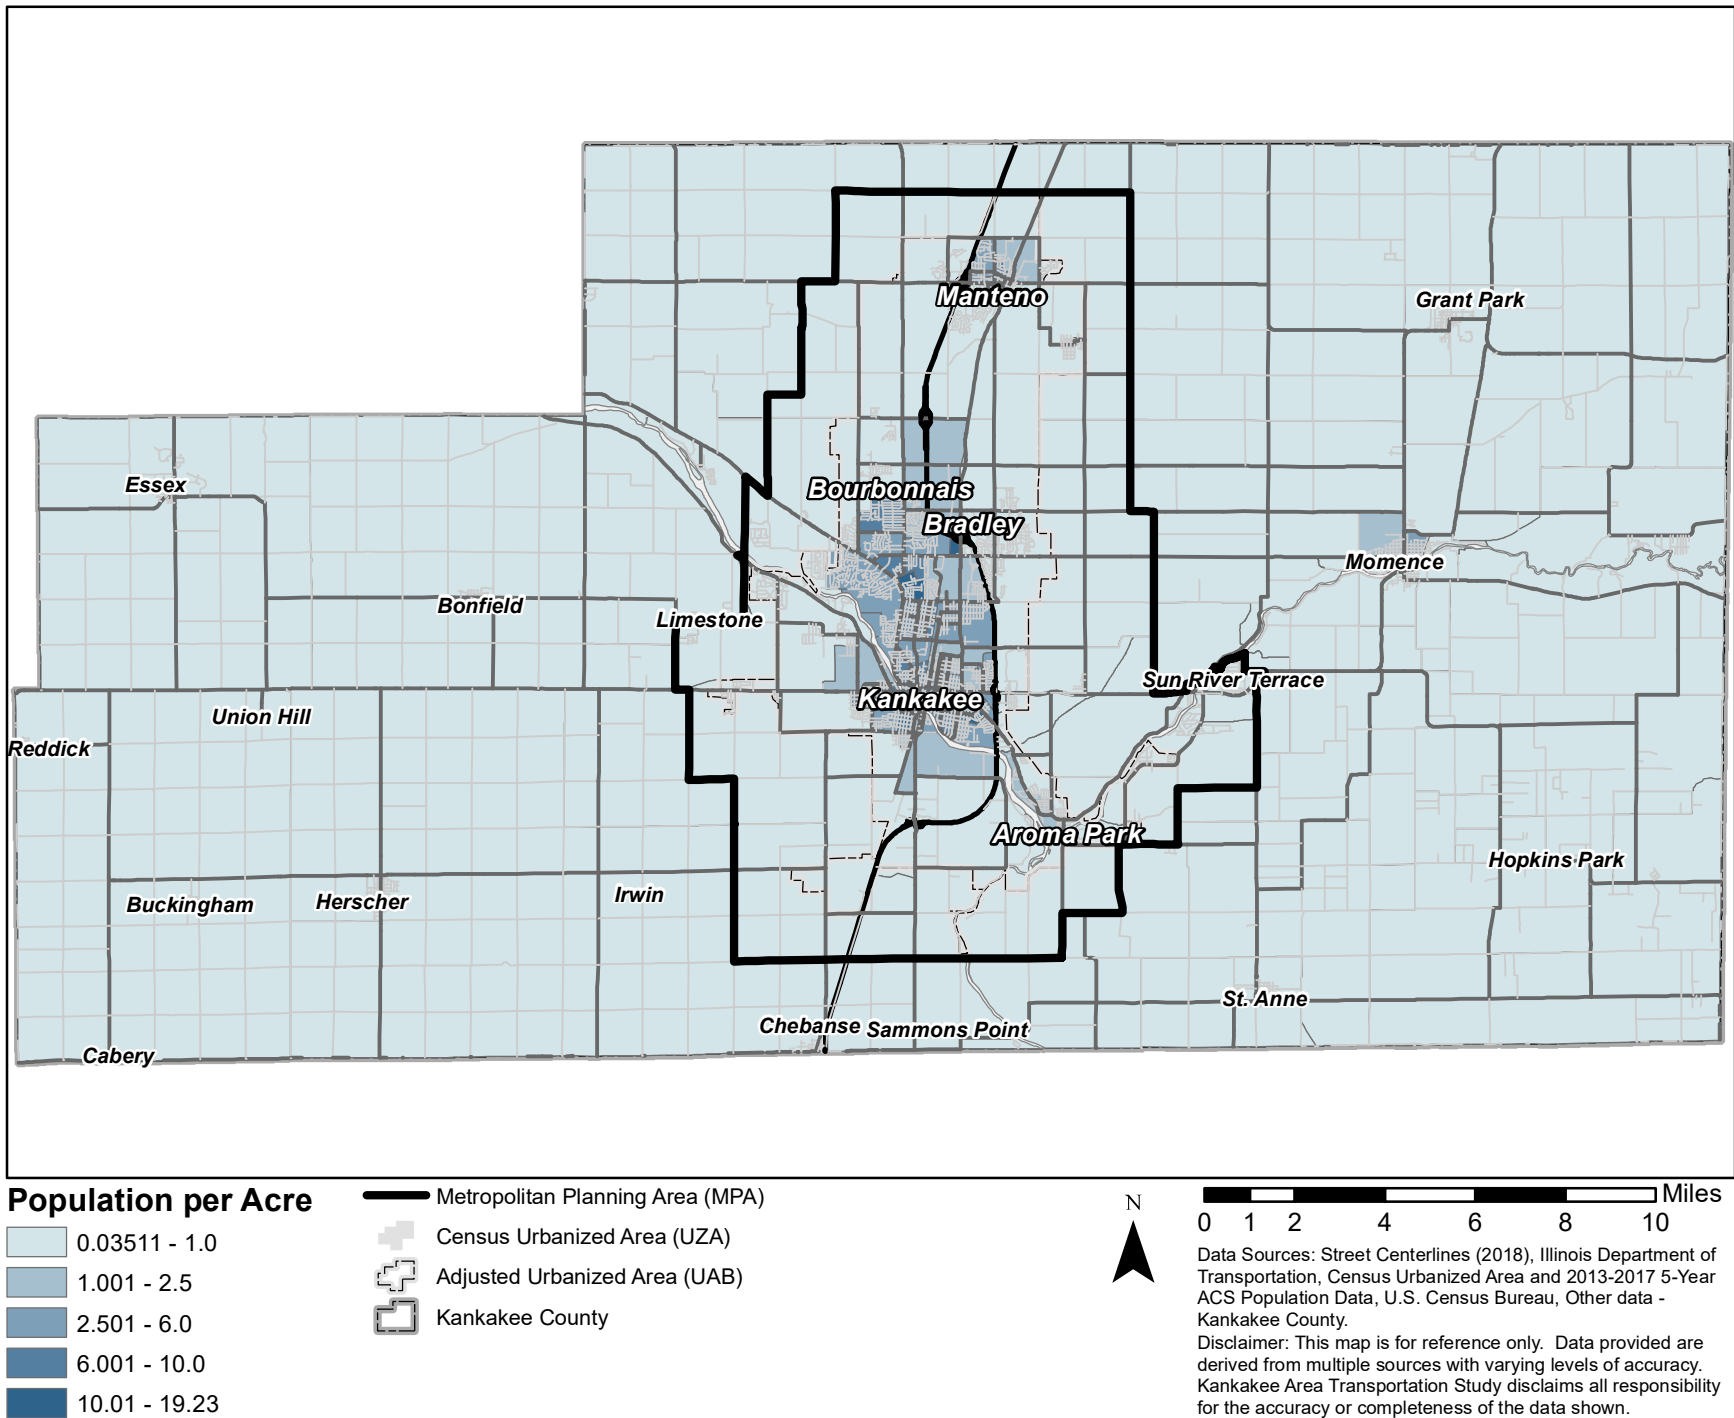 Manteno
Grant Park
Essex
Bourbonnais
Bradley
Momence
Bonfield
Limestone
Sun River Terrace
Kankakee
Union Hill
Reddick
Aroma Park
Hopkins Park
Buckingham
Herscher
Irwin
St. Anne
Chebanse
Sammons Point
Cabery
Population per Acre
0.03511 - 1.0
1.001 - 2.5
2.501 - 6.0
6.001 - 10.0
10.01 - 19.23
Metropolitan Planning Area (MPA)
Census Urbanized Area (UZA)
Adjusted Urbanized Area (UAB)
Kankakee County
N
Miles
0 1 2 4 6 8 10
Data Sources: Street Centerlines (2018), Illinois Department of
Transportation, Census Urbanized Area and 2013-2017 5-Year
ACS Population Data, U.S. Census Bureau, Other data -
Kankakee County.
Disclaimer: This map is for reference only.  Data provided are
derived from multiple sources with varying levels of accuracy.
Kankakee Area Transportation Study disclaims all responsibility
for the accuracy or completeness of the data shown.